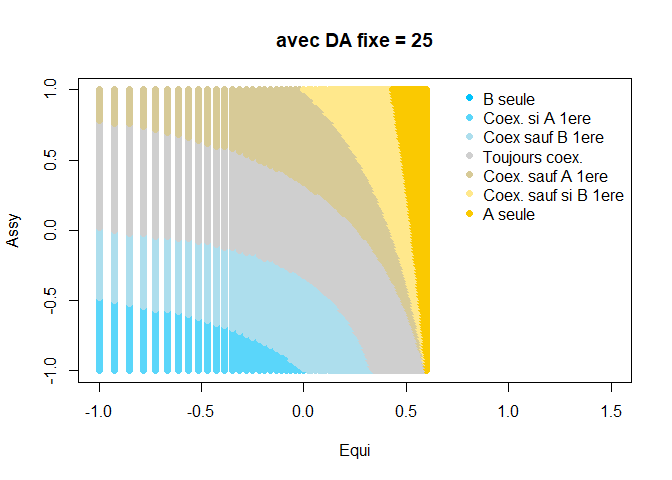 avec DA fixe = 25
B seule
Coex. si A 1ere
Coex sauf B 1ere
Toujours coex.
Coex. sauf A 1ere
Coex. sauf si B 1ere
A seule
Assy
1.0
0.5
0.0
-0.5
-1.0
-1.0 -0.5 0.0 0.5 1.0 1.5
Equi